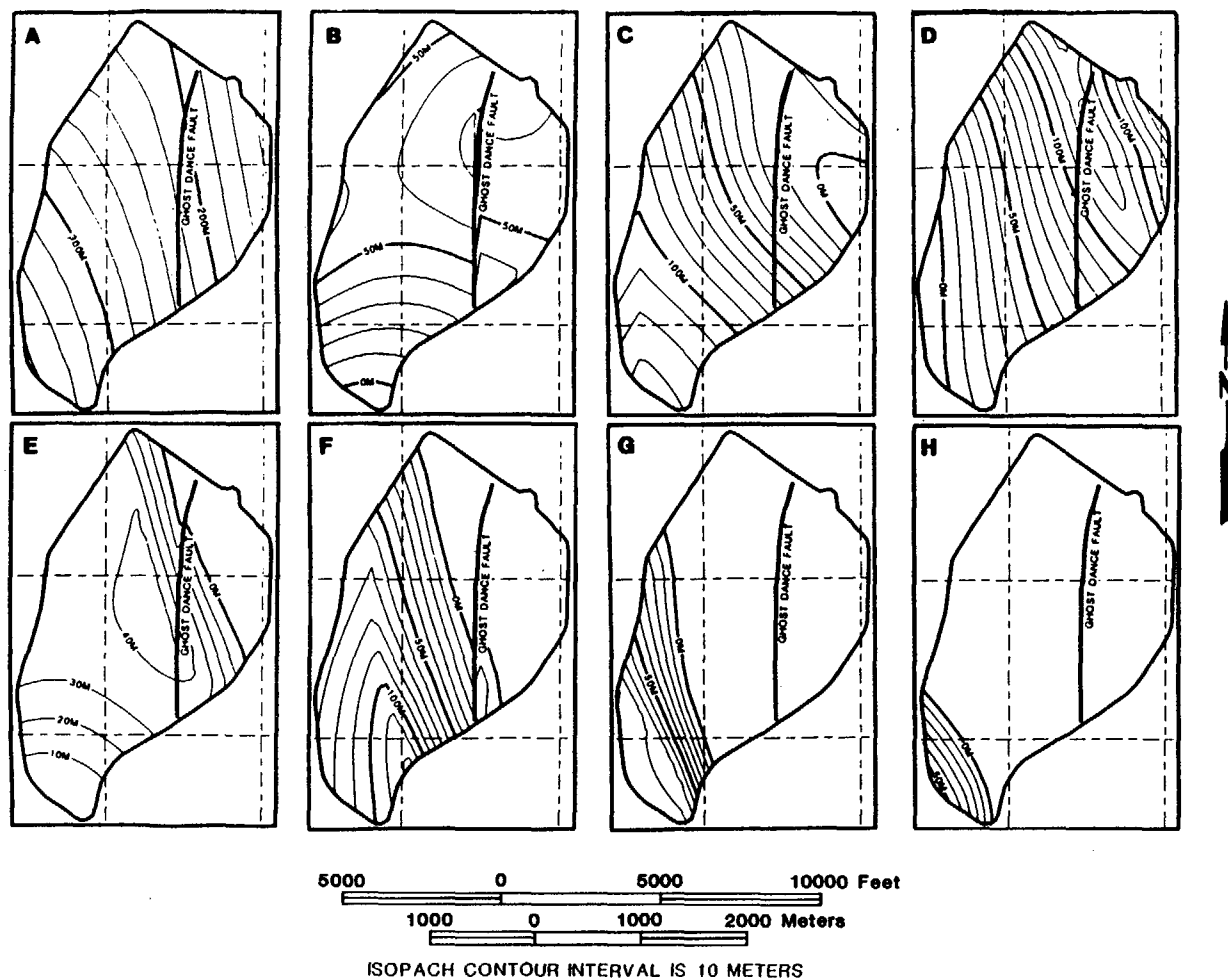 A
GHOST DANCE FAULT
200M
B
50M
GHOST DANCE FAULT
50M
50M
0M
C
GHOST DANCE FAULT
0M
50M
100M
D
100M
100M
GHOST DANCE FAULT
50M
0M
N
E
GHOST DANCE FAULT
0M
40M
30M
20M
10M
F
GHOST DANCE FAULT
0M
50M
100M
G
GHOST DANCE FAULT
0M
50M
H
GHOST DANCE FAULT
0M
50M
5000 0 5000 10000 Feet
1000 0 1000 2000 Meters
ISOPACH CONTOUR INTERVAL IS 10 METERS